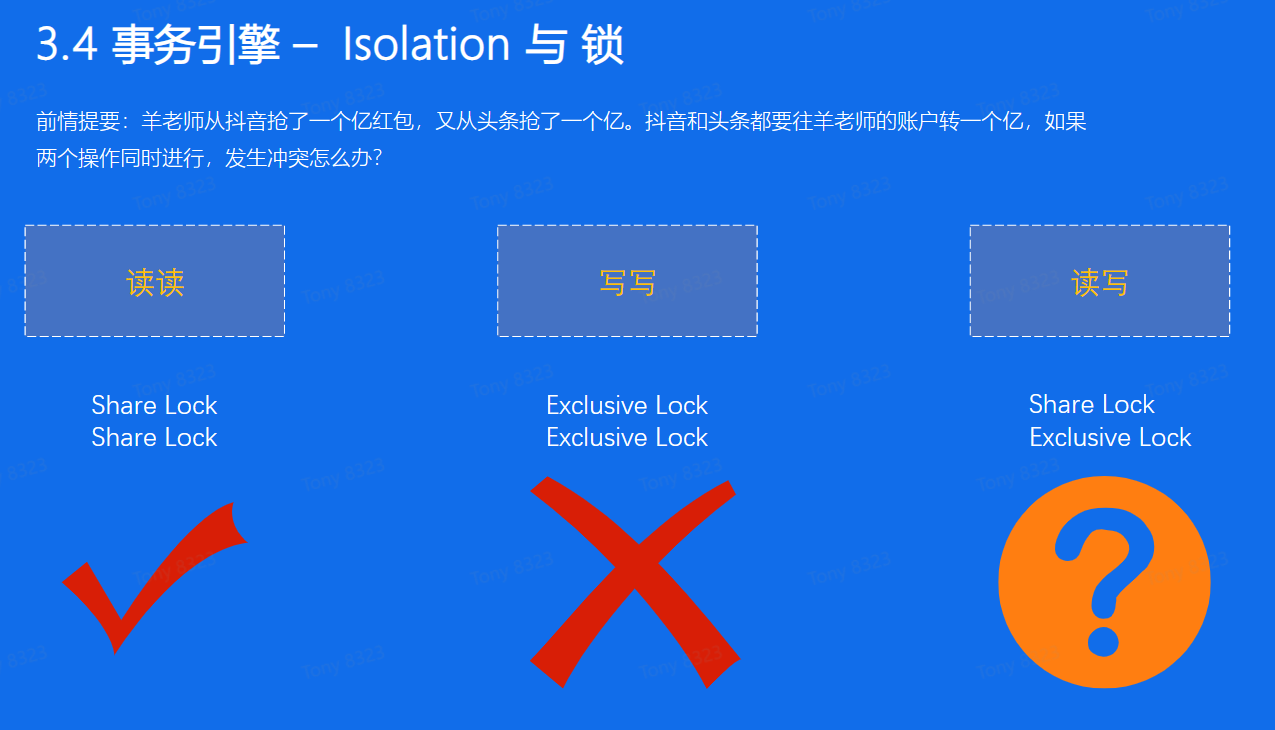 3.4 事务引擎 – Isolation 与 锁
前情提要：羊老师从抖音抢了一个亿红包，又从头条抢了一个亿。抖音和头条都要往羊老师的账户转一个亿，如果
两个操作同时进行，发生冲突怎么办？
读读
写写
读写
Share Lock
Share Lock
Exclusive Lock
Exclusive Lock
Share Lock
Exclusive Lock
Tony 8323